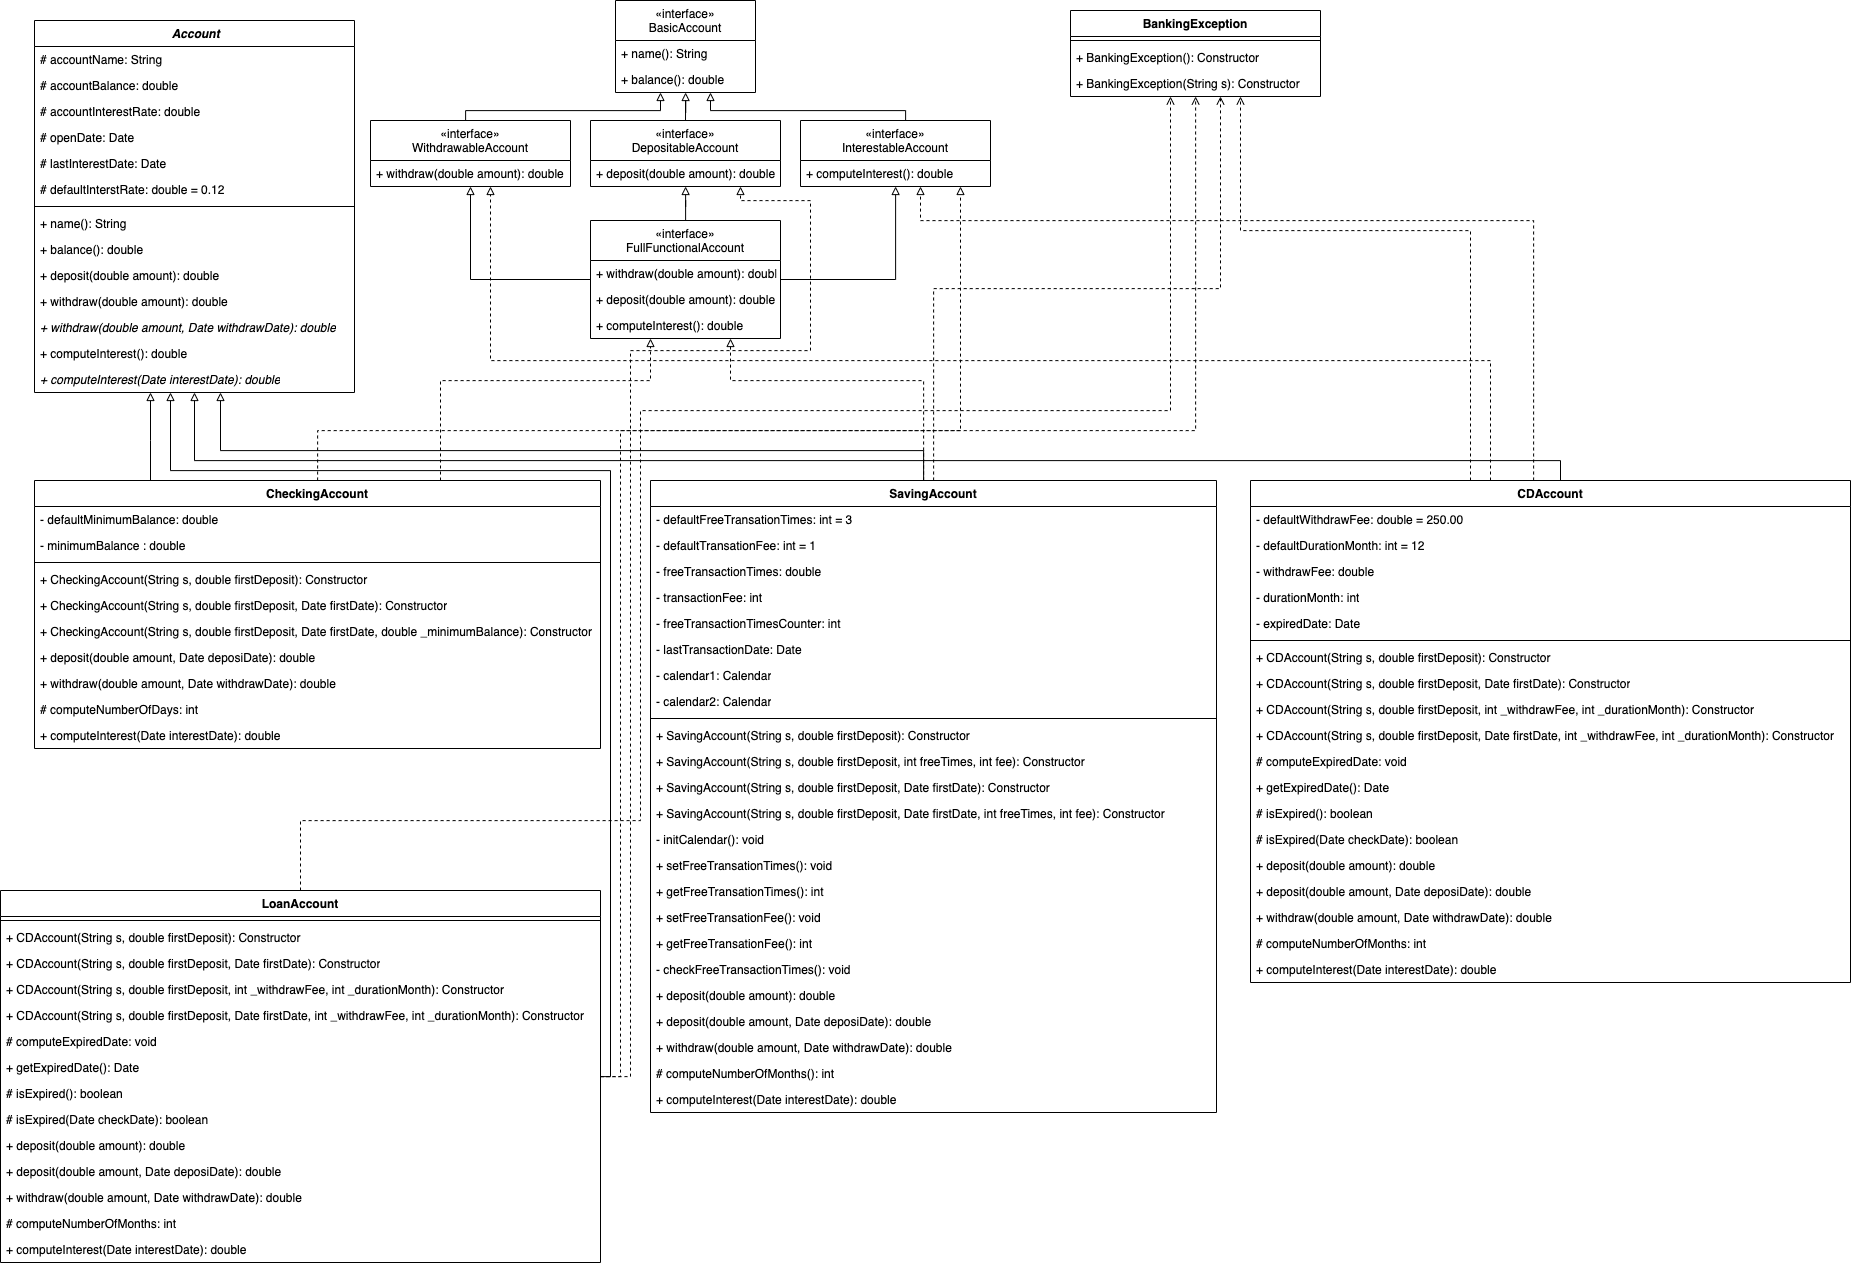 Account
# accountName: String
# accountBalance: double
# accountInterestRate: double
# openDate: Date
# lastInterestDate: Date
# defaultInterstRate: double = 0.12
+ name(): String
+ balance(): double
+ deposit(double amount): double
+ withdraw(double amount): double
+ withdraw(double amount, Date withdrawDate): double
+ computeInterest(): double
+ computeInterest(Date interestDate): double
«interface»
BasicAccount
+ name(): String
+ balance(): double
BankingException
+ BankingException(): Constructor
+ BankingException(String s): Constructor
«interface»
WithdrawableAccount
+ withdraw(double amount): double
«interface»
DepositableAccount
+ deposit(double amount): double
«interface»
InterestableAccount
+ computeInterest(): double
«interface»
FullFunctionalAccount
+ withdraw(double amount): doubl
+ deposit(double amount): double
+ computeInterest(): double
CheckingAccount
- defaultMinimumBalance: double
- minimumBalance : double
+ CheckingAccount(String s, double firstDeposit): Constructor
+ CheckingAccount(String s, double firstDeposit, Date firstDate): Constructor
+ CheckingAccount(String s, double firstDeposit, Date firstDate, double _minimumBalance): Constructor
+ deposit(double amount, Date deposiDate): double
+ withdraw(double amount, Date withdrawDate): double
# computeNumberOfDays: int
+ computeInterest(Date interestDate): double
SavingAccount
- defaultFreeTransationTimes: int = 3
- defaultTransationFee: int = 1
- freeTransactionTimes: double
- transactionFee: int
- freeTransactionTimesCounter: int
- lastTransactionDate: Date
- calendar1: Calendar
- calendar2: Calendar
+ SavingAccount(String s, double firstDeposit): Constructor
+ SavingAccount(String s, double firstDeposit, int freeTimes, int fee): Constructor
+ SavingAccount(String s, double firstDeposit, Date firstDate): Constructor
+ SavingAccount(String s, double firstDeposit, Date firstDate, int freeTimes, int fee): Constructor
- initCalendar(): void
+ setFreeTransationTimes(): void
+ getFreeTransationTimes(): int
+ setFreeTransationFee(): void
+ getFreeTransationFee(): int
- checkFreeTransactionTimes(): void
+ deposit(double amount): double
+ deposit(double amount, Date deposiDate): double
+ withdraw(double amount, Date withdrawDate): double
# computeNumberOfMonths(): int
+ computeInterest(Date interestDate): double
CDAccount
- defaultWithdrawFee: double = 250.00
- defaultDurationMonth: int = 12
- withdrawFee: double
- durationMonth: int
- expiredDate: Date
+ CDAccount(String s, double firstDeposit): Constructor
+ CDAccount(String s, double firstDeposit, Date firstDate): Constructor
+ CDAccount(String s, double firstDeposit, int _withdrawFee, int _durationMonth): Constructor
+ CDAccount(String s, double firstDeposit, Date firstDate, int _withdrawFee, int _durationMonth): Constructor
# computeExpiredDate: void
+ getExpiredDate(): Date
# isExpired(): boolean
# isExpired(Date checkDate): boolean
+ deposit(double amount): double
+ deposit(double amount, Date deposiDate): double
+ withdraw(double amount, Date withdrawDate): double
# computeNumberOfMonths: int
+ computeInterest(Date interestDate): double
LoanAccount
+ CDAccount(String s, double firstDeposit): Constructor
+ CDAccount(String s, double firstDeposit, Date firstDate): Constructor
+ CDAccount(String s, double firstDeposit, int _withdrawFee, int _durationMonth): Constructor
+ CDAccount(String s, double firstDeposit, Date firstDate, int _withdrawFee, int _durationMonth): Constructor
# computeExpiredDate: void
+ getExpiredDate(): Date
# isExpired(): boolean
# isExpired(Date checkDate): boolean
+ deposit(double amount): double
+ deposit(double amount, Date deposiDate): double
+ withdraw(double amount, Date withdrawDate): double
# computeNumberOfMonths: int
+ computeInterest(Date interestDate): double